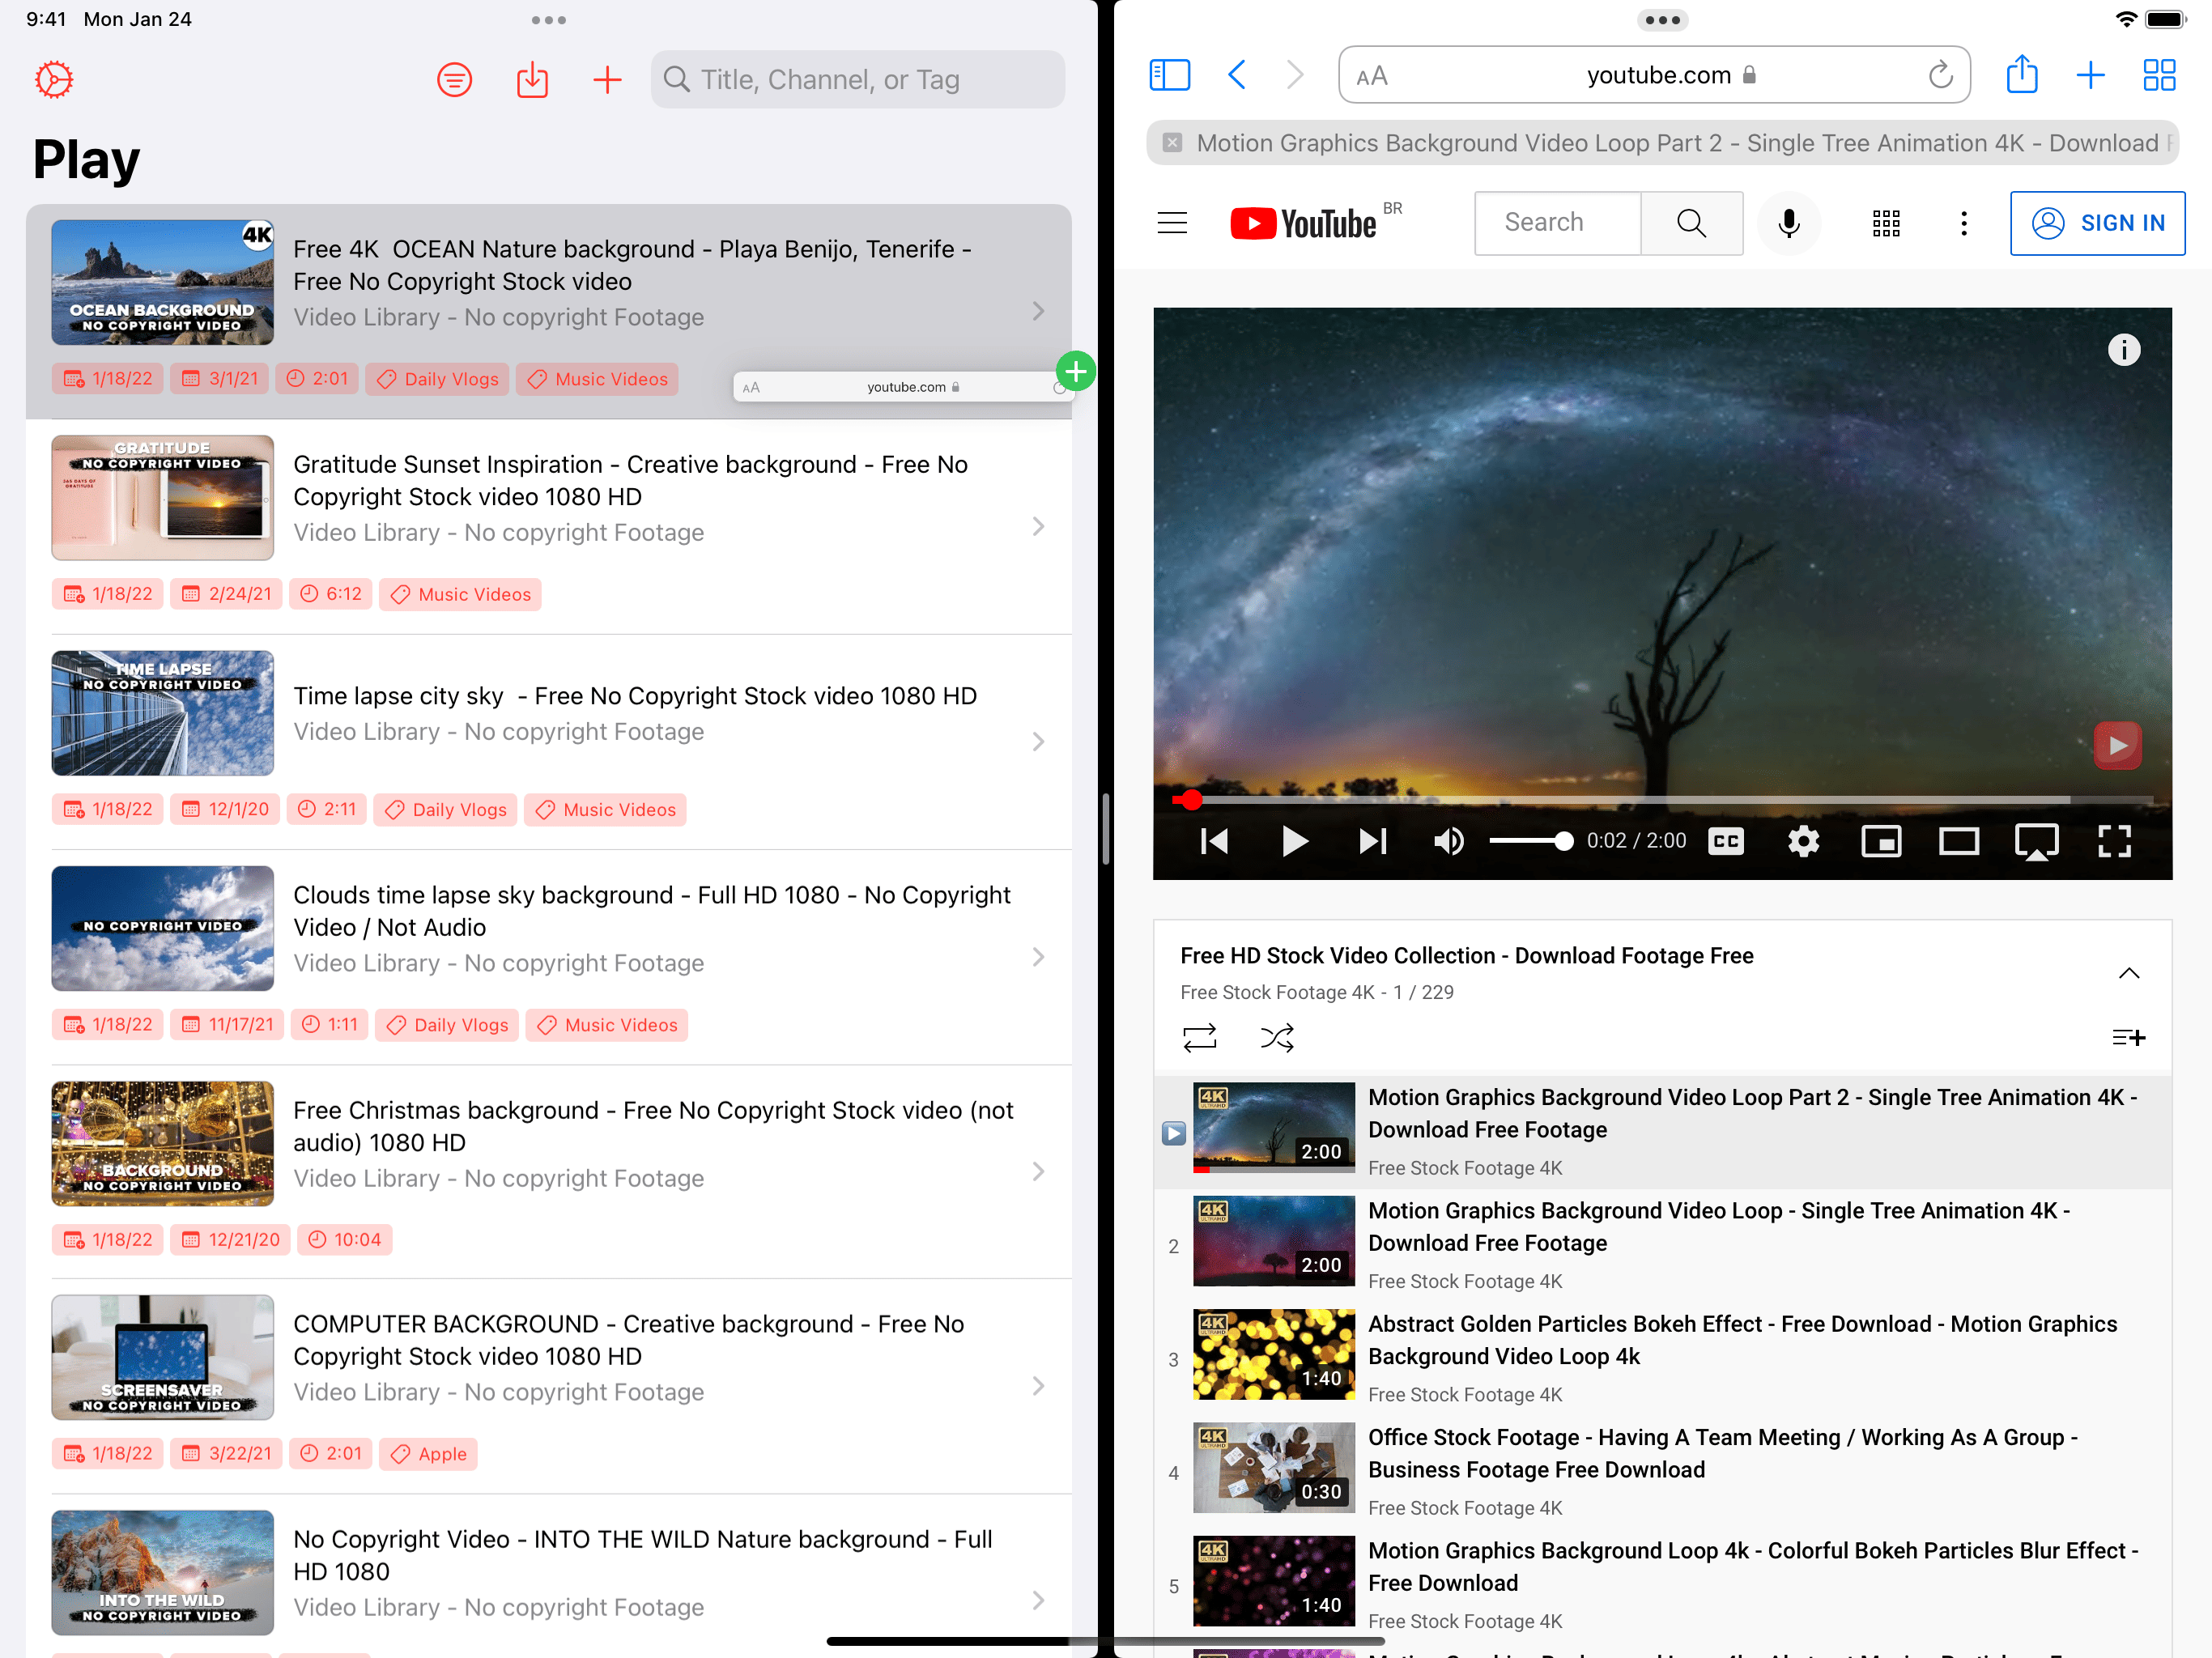 9:41 Mon Jan 24
Title, Channel, or Tag
Play
4K
OCEAN BACKGROUND
NO COPYRIGHT VIDEO
Free 4K OCEAN Nature background - Playa Benijo, Tenerife -
Free No Copyright Stock video
Video Library - No copyright Footage
1/18/22 3/1/21 2:01 Daily Vlogs Music Videos
AA youtube.com
GRATITUDE
NO COPYRIGHT VIDEO
365 DAYS OF
GRATITUDE
Gratitude Sunset Inspiration - Creative background - Free No
Copyright Stock video 1080 HD
Video Library - No copyright Footage
1/18/22 2/24/21 6:12 Music Videos
TIME LAPSE
NO COPYRIGHT VIDEO
Time lapse city sky - Free No Copyright Stock video 1080 HD
Video Library - No copyright Footage
1/18/22 12/1/20 2:11 Daily Vlogs Music Videos
NO COPYRIGHT VIDEO
Clouds time lapse sky background - Full HD 1080 - No Copyright
Video / Not Audio
Video Library - No copyright Footage
1/18/22 11/17/21 1:11 Daily Vlogs Music Videos
BACKGROUND
NO COPYRIGHT VIDEO
Free Christmas background - Free No Copyright Stock video (not
audio) 1080 HD
Video Library - No copyright Footage
1/18/22 12/21/20 10:04
SCREENSAVER
NO COPYRIGHT VIDEO
COMPUTER BACKGROUND - Creative background - Free No
Copyright Stock video 1080 HD
Video Library - No copyright Footage
1/18/22 3/22/21 2:01 Apple
INTO THE WILD
NO COPYRIGHT VIDEO
No Copyright Video - INTO THE WILD Nature background - Full
HD 1080
Video Library - No copyright Footage
AA youtube.com
Motion Graphics Background Video Loop Part 2 - Single Tree Animation 4K - Download
YouTube BR
Search
SIGN IN
0:02 / 2:00
CC
Free HD Stock Video Collection - Download Footage Free
Free Stock Footage 4K - 1 / 229
4K
ULTRA HD
2:00
Motion Graphics Background Video Loop Part 2 - Single Tree Animation 4K -
Download Free Footage
Free Stock Footage 4K
2
4K
ULTRA HD
2:00
Motion Graphics Background Video Loop - Single Tree Animation 4K -
Download Free Footage
Free Stock Footage 4K
3
4K
ULTRA HD
1:40
Abstract Golden Particles Bokeh Effect - Free Download - Motion Graphics
Background Video Loop 4k
Free Stock Footage 4K
4
4K
ULTRA HD
0:30
Office Stock Footage - Having A Team Meeting / Working As A Group -
Business Footage Free Download
Free Stock Footage 4K
5
4K
ULTRA HD
1:40
Motion Graphics Background Loop 4k - Colorful Bokeh Particles Blur Effect -
Free Download
Free Stock Footage 4K